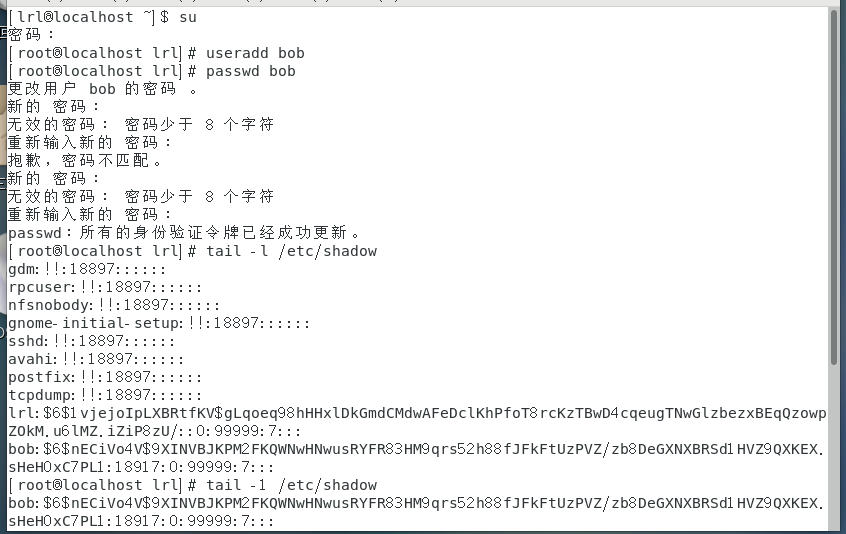 [lrl@localhost ~]$ su
密码：
[root@localhost lrl]# useradd bob
[root@localhost lrl]# passwd bob
更改用户 bob 的密码 。
新的 密码：
无效的密码： 密码少于 8 个字符
重新输入新的 密码：
抱歉，密码不匹配。
新的 密码：
无效的密码： 密码少于 8 个字符
重新输入新的 密码：
passwd：所有的身份验证令牌已经成功更新。
[root@localhost lrl]# tail -l /etc/shadow
gdm:!!:18897::::::
rpcuser:!!:18897::::::
nfsnobody:!!:18897::::::
gnome-initial-setup:!!:18897::::::
sshd:!!:18897::::::
avahi:!!:18897::::::
postfix:!!:18897::::::
tcpdump:!!:18897::::::
lrl:$6$1vjejoIpLXBRtfKV$gLqoeq98hHHxlDkGmdCMdwAFeDclKhPfoT8rcKzTBwD4cqeugTNwGlzbezxBEqQzowp
ZOkM.u6lMZ.iZiP8zU/::0:99999:7:::
bob:$6$nECiVo4V$9XINVBJKPM2FKQWNwHNwusRYFR83HM9qrs52h88fJFkFtUzPVZ/zb8DeGXNXBRSd1HVZ9QXKEX.
sHeH0xC7PL1:18917:0:99999:7:::
[root@localhost lrl]# tail -1 /etc/shadow
bob:$6$nECiVo4V$9XINVBJKPM2FKQWNwHNwusRYFR83HM9qrs52h88fJFkFtUzPVZ/zb8DeGXNXBRSd1HVZ9QXKEX.
sHeH0xC7PL1:18917:0:99999:7:::